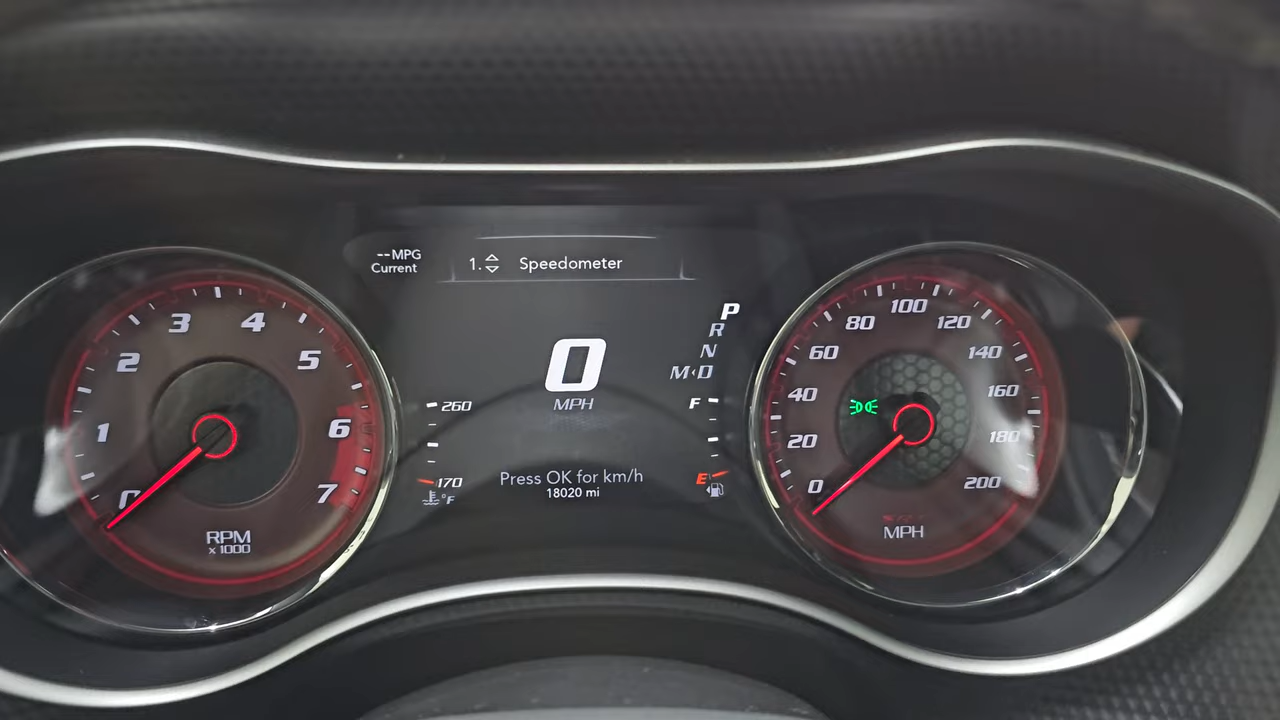 --MPG
Current
1. Speedometer
0
1
2
3
4
5
6
7
RPM
x 1000
260
170
°F
0
MPH
Press OK for km/h
18020 mi
P
R
N
M‹D
F
E
0
20
40
60
80
100
120
140
160
180
200
MPH